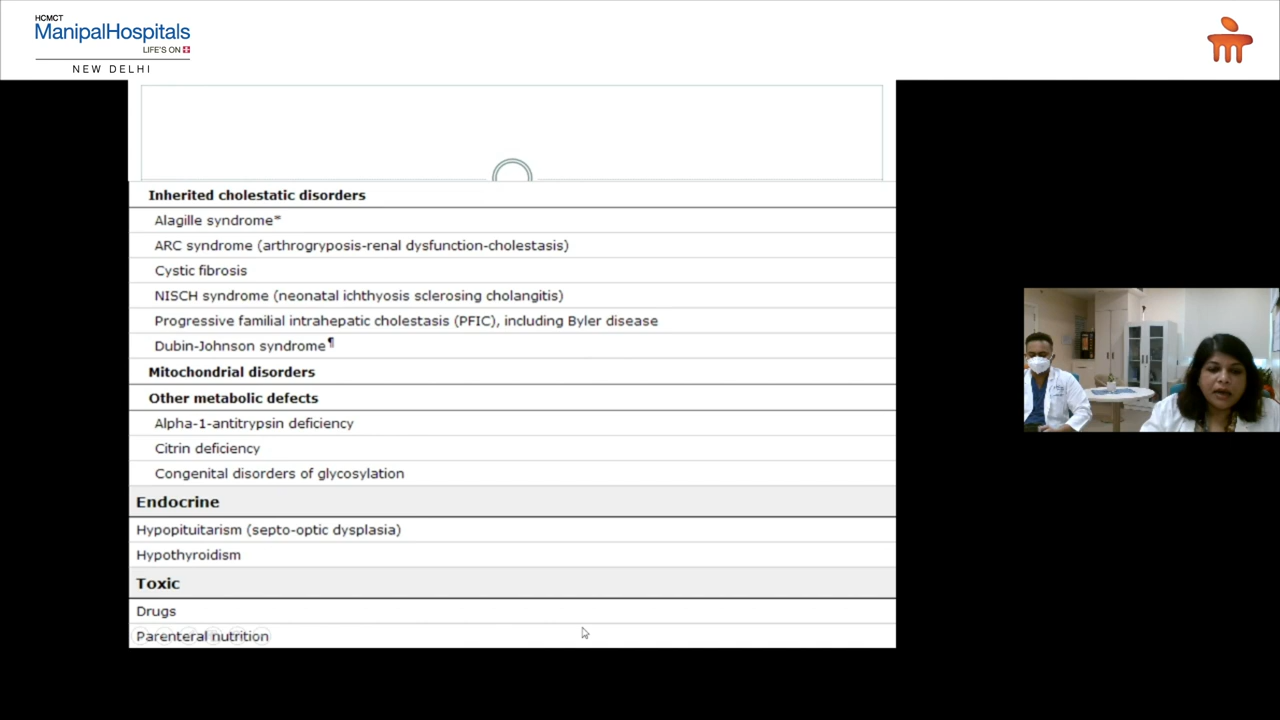 HCMCT
ManipalHospitals
LIFE'S ON
NEW DELHI
Inherited cholestatic disorders
Alagille syndrome*
ARC syndrome (arthrogryposis-renal dysfunction-cholestasis)
Cystic fibrosis
NISCH syndrome (neonatal ichthyosis sclerosing cholangitis)
Progressive familial intrahepatic cholestasis (PFIC), including Byler disease
Dubin-Johnson syndrome¶
Mitochondrial disorders
Other metabolic defects
Alpha-1-antitrypsin deficiency
Citrin deficiency
Congenital disorders of glycosylation
Endocrine
Hypopituitarism (septo-optic dysplasia)
Hypothyroidism
Toxic
Drugs
Parenteral nutrition